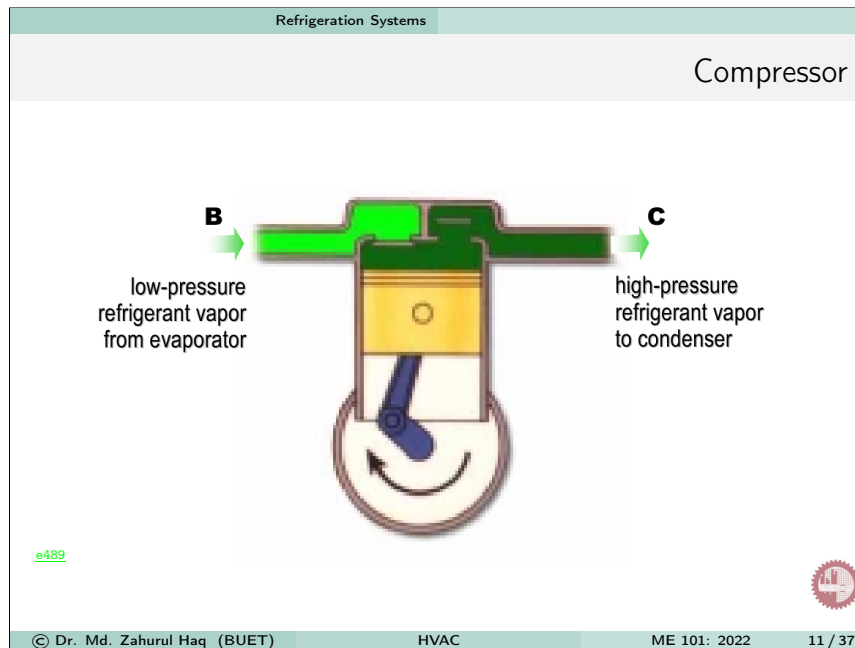 Refrigeration Systems
Compressor
B
C
low-pressure
refrigerant vapor
from evaporator
high-pressure
refrigerant vapor
to condenser
e489
© Dr. Md. Zahurul Haq (BUET) HVAC ME 101: 2022 11 / 37